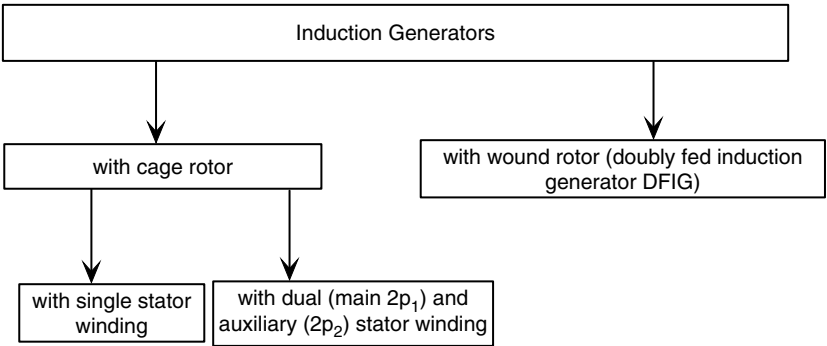 Induction Generators
with cage rotor
with wound rotor (doubly fed induction
generator DFIG)
with single stator
winding
with dual (main 2p₁) and
auxiliary (2p₂) stator winding